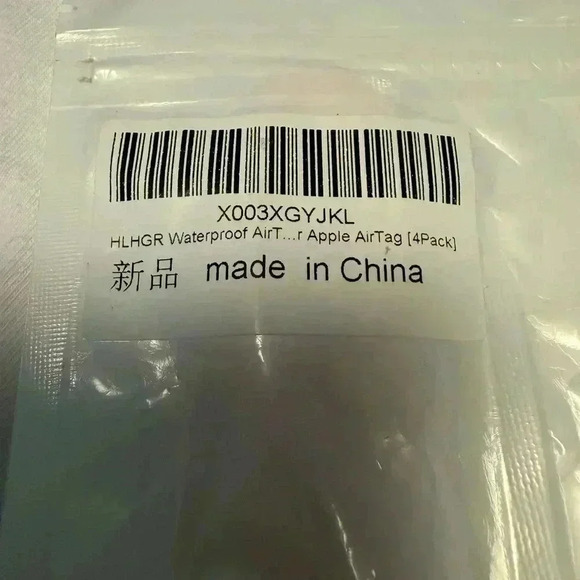 X003XGYJKL
HLHGR Waterproof AirT...r Apple AirTag [4Pack]
新品 made in China